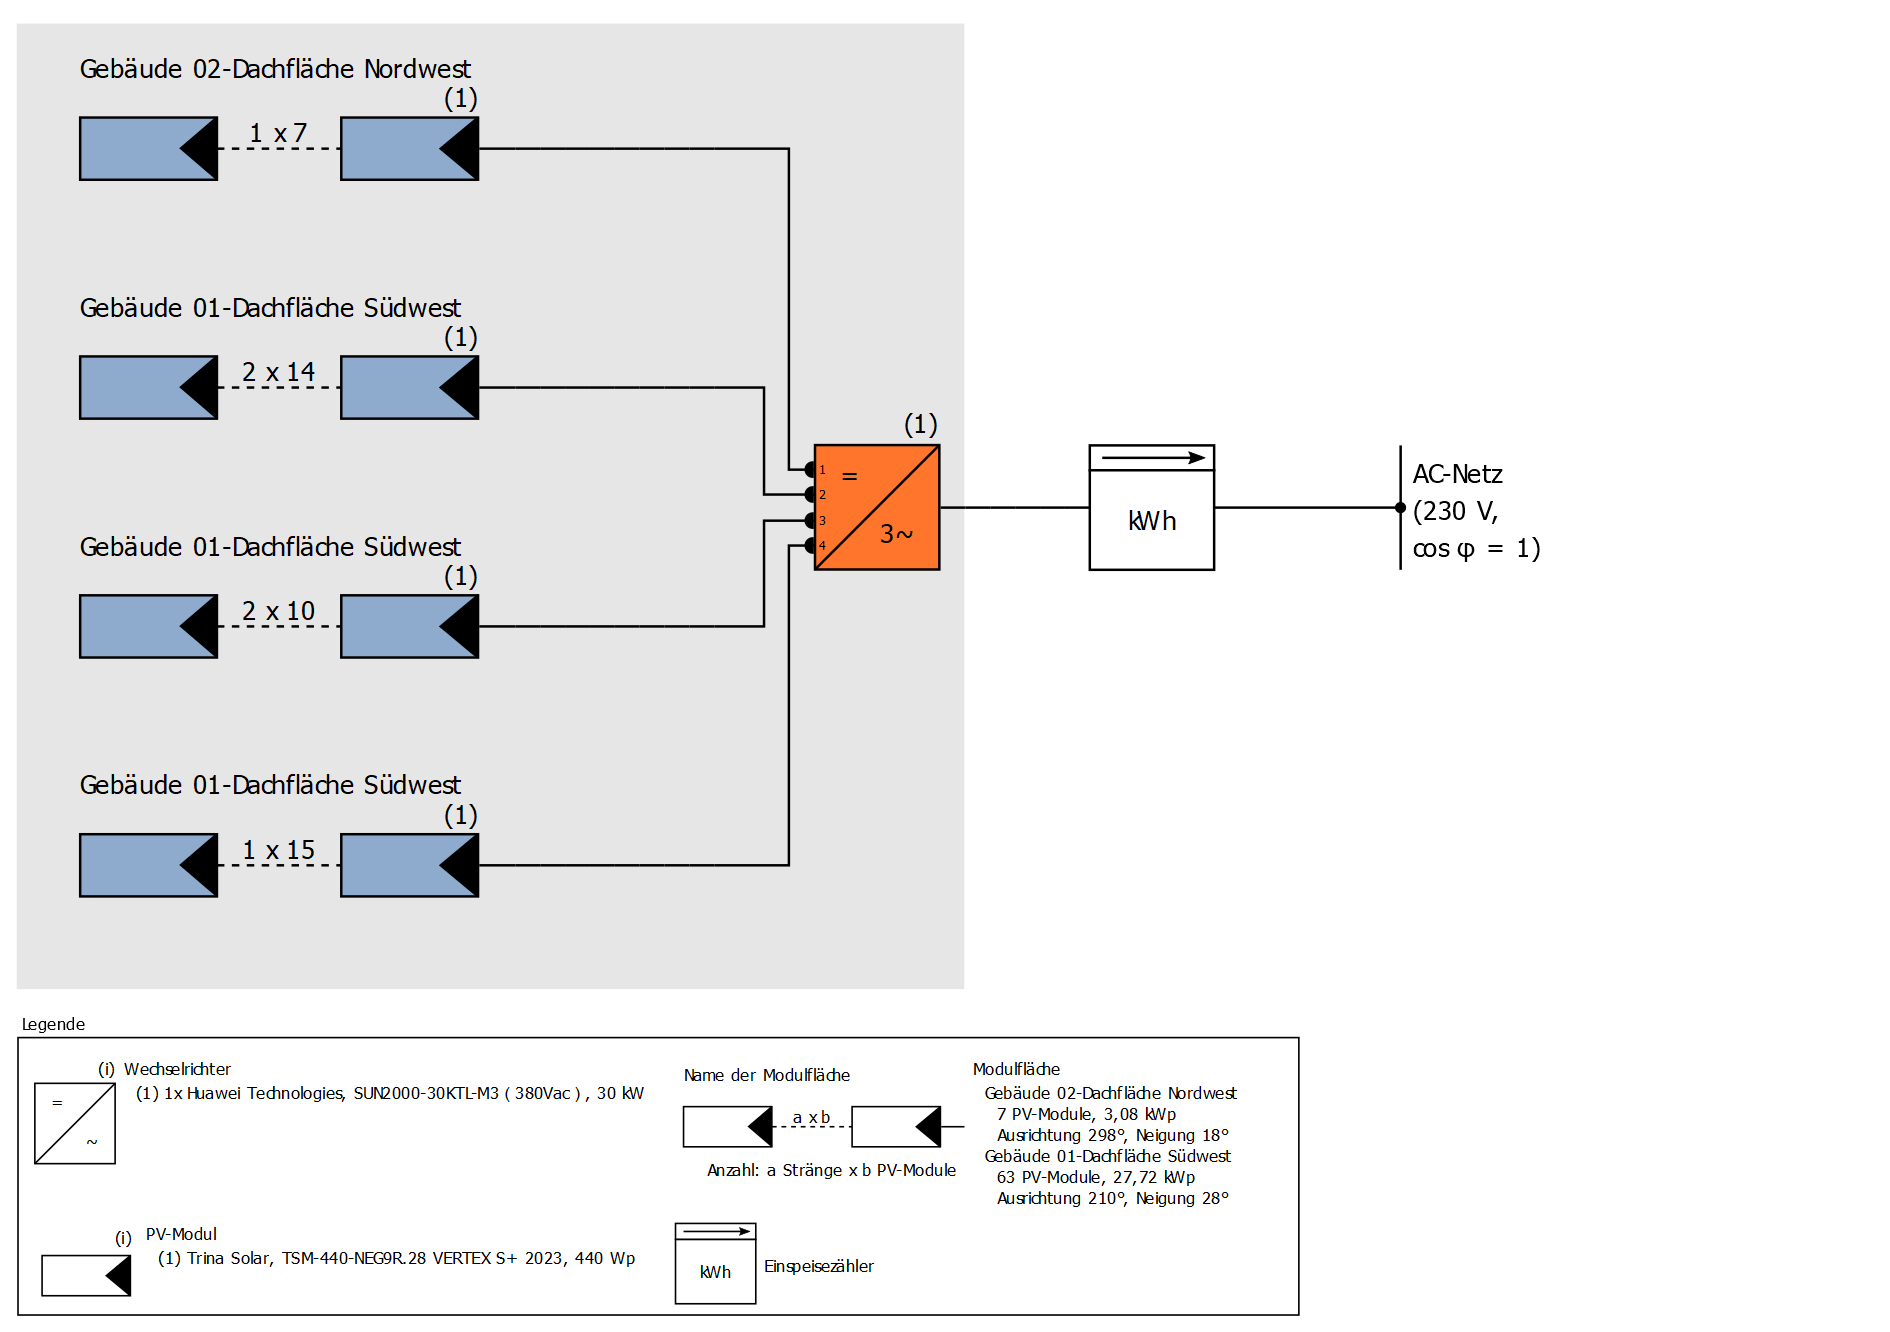 Gebäude 02-Dachfläche Nordwest
(1)
1 x 7
Gebäude 01-Dachfläche Südwest
(1)
2 x 14
(1)
1
2
3
4
=
3~
kWh
AC-Netz
(230 V,
cos φ = 1)
Gebäude 01-Dachfläche Südwest
(1)
2 x 10
Gebäude 01-Dachfläche Südwest
(1)
1 x 15
Legende
(i) Wechselrichter
(1) 1x Huawei Technologies, SUN2000-30KTL-M3 ( 380Vac ) , 30 kW
=
~
(i) PV-Modul
(1) Trina Solar, TSM-440-NEG9R.28 VERTEX S+ 2023, 440 Wp
Name der Modulfläche
a x b
Anzahl: a Stränge x b PV-Module
kWh
Einspeisezähler
Modulfläche
Gebäude 02-Dachfläche Nordwest
7 PV-Module, 3,08 kWp
Ausrichtung 298°, Neigung 18°
Gebäude 01-Dachfläche Südwest
63 PV-Module, 27,72 kWp
Ausrichtung 210°, Neigung 28°